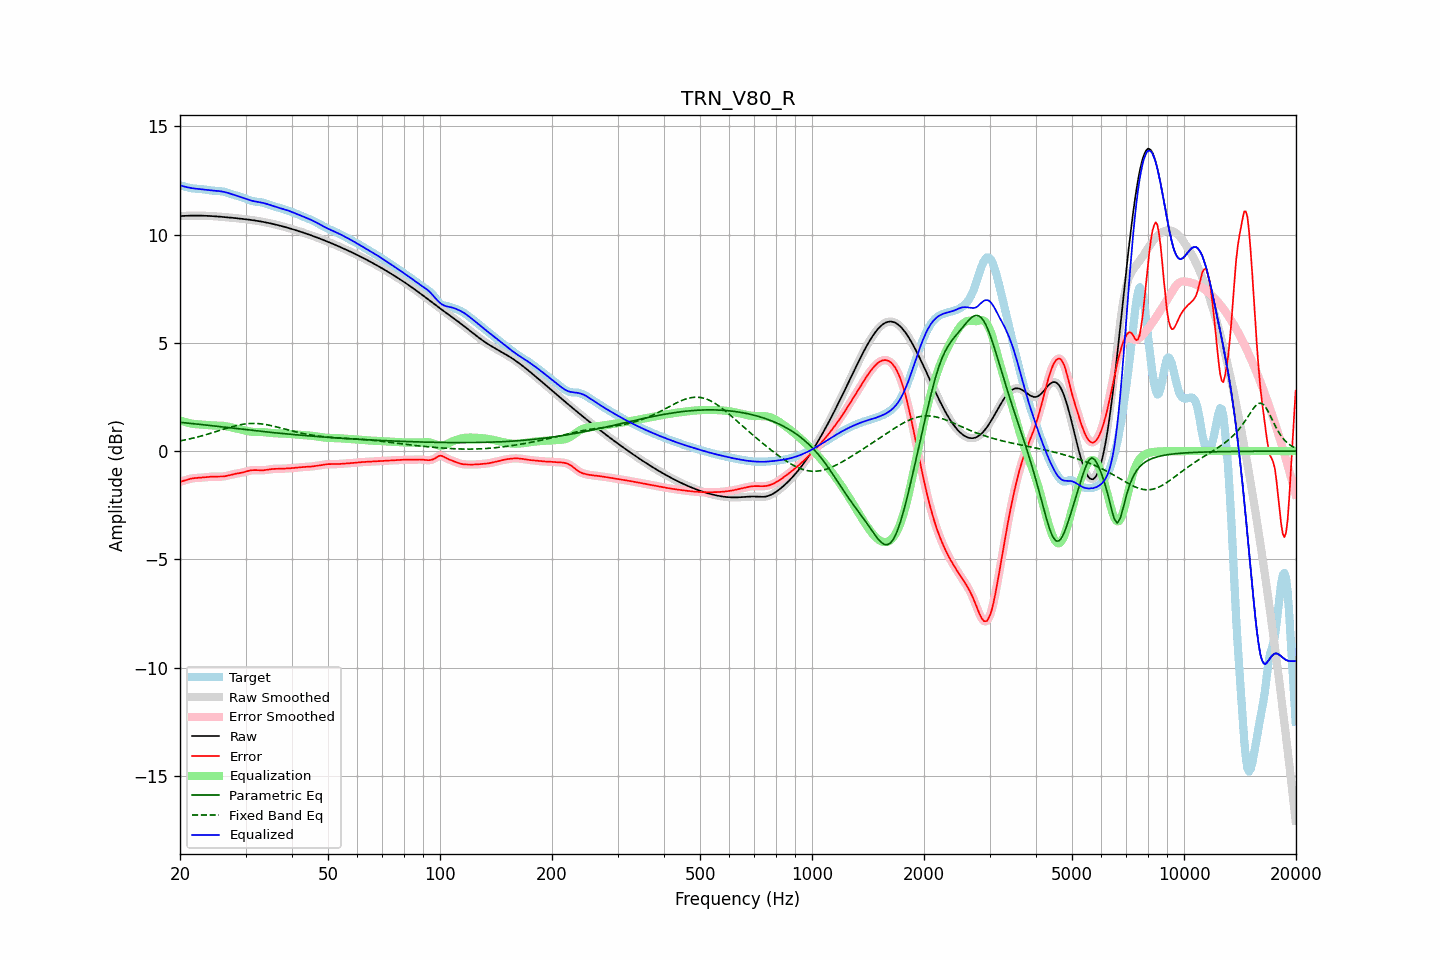 TRN_V80_R
Amplitude (dBr)
15
10
5
0
−5
−10
−15
Target
Raw Smoothed
Error Smoothed
Raw
Error
Equalization
Parametric Eq
Fixed Band Eq
Equalized
20
50
100
200
500
1000
2000
5000
10000
20000
Frequency (Hz)